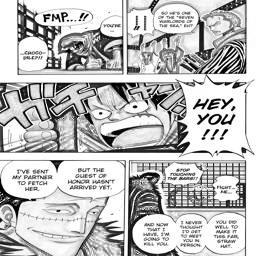 SO HE'S ONE
OF THE "SEVEN
WARLORDS OF
THE SEA," EH?
FMP...!!
YOU'RE...
...CROCO-
DILE?!
HEY,
YOU
!!!
STOP
TOUCHING
THE BARS!!
FIGHT...
ME...
YOU DID
WELL TO
MAKE IT
THIS FAR,
STRAW
HAT.
I NEVER
THOUGHT
I'D GET
TO MEET
YOU IN
PERSON.
AND NOW
THAT I
HAVE, I'M
GOING TO
KILL YOU.
BUT THE
GUEST OF
HONOR HASN'T
ARRIVED YET.
I'VE SENT
MY PARTNER
TO FETCH
HER.